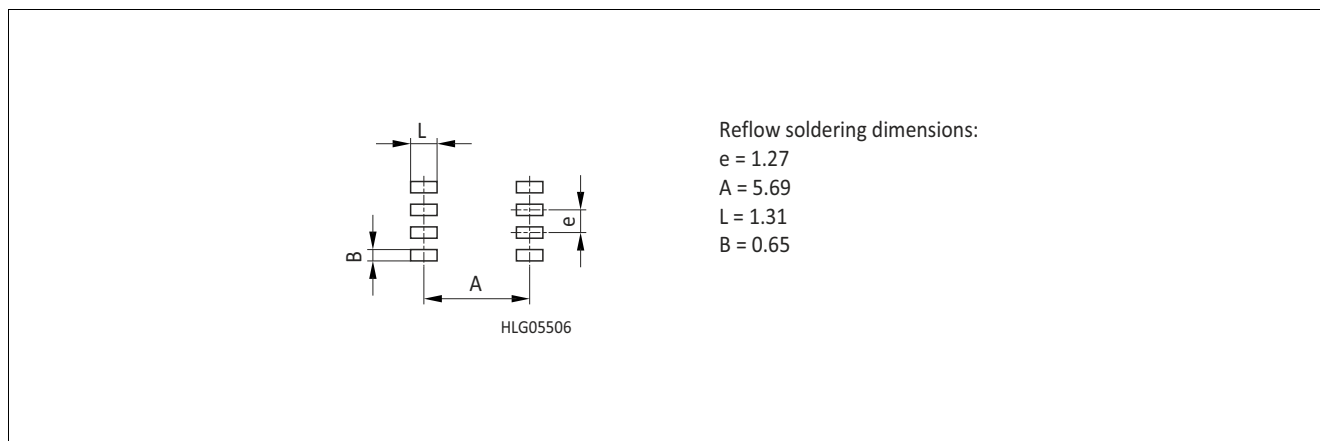 L
B
e
A
HLG05506
Reflow soldering dimensions:
e = 1.27
A = 5.69
L = 1.31
B = 0.65